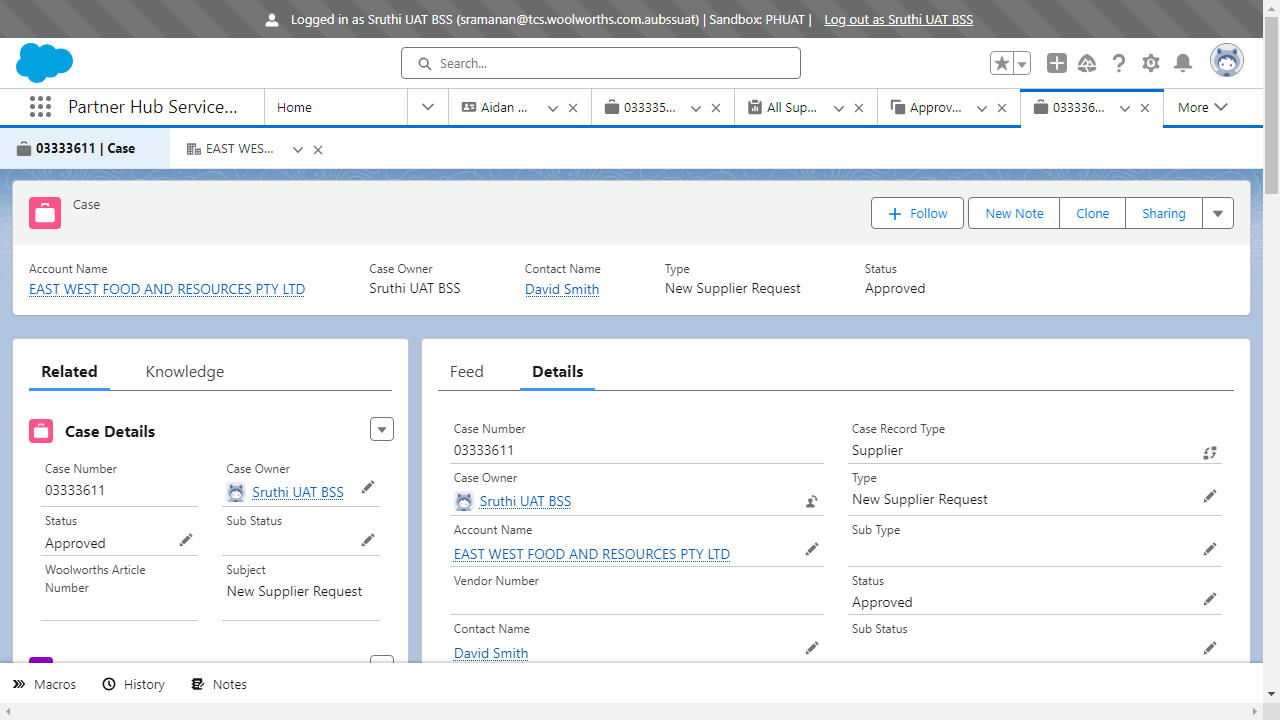 Logged in as Sruthi UAT BSS (sramanan@tcs.woolworths.com.aubssuat) | Sandbox: PHUAT | Log out as Sruthi UAT BSS
Search...
Partner Hub Service... Home Aidan ... 033335... All Sup... Approv... 033336... More
03333611 | Case EAST WES...
Case
Follow New Note Clone Sharing
Account Name Case Owner Contact Name Type Status
EAST WEST FOOD AND RESOURCES PTY LTD Sruthi UAT BSS David Smith New Supplier Request Approved
Related Knowledge
Case Details
Case Number Case Owner
03333611 Sruthi UAT BSS
Status Sub Status
Approved
Woolworths Article Number Subject
New Supplier Request
Feed Details
Case Number Case Record Type
03333611 Supplier
Case Owner Type
Sruthi UAT BSS New Supplier Request
Account Name Sub Type
EAST WEST FOOD AND RESOURCES PTY LTD
Vendor Number Status
Approved
Contact Name Sub Status
David Smith
Macros History Notes